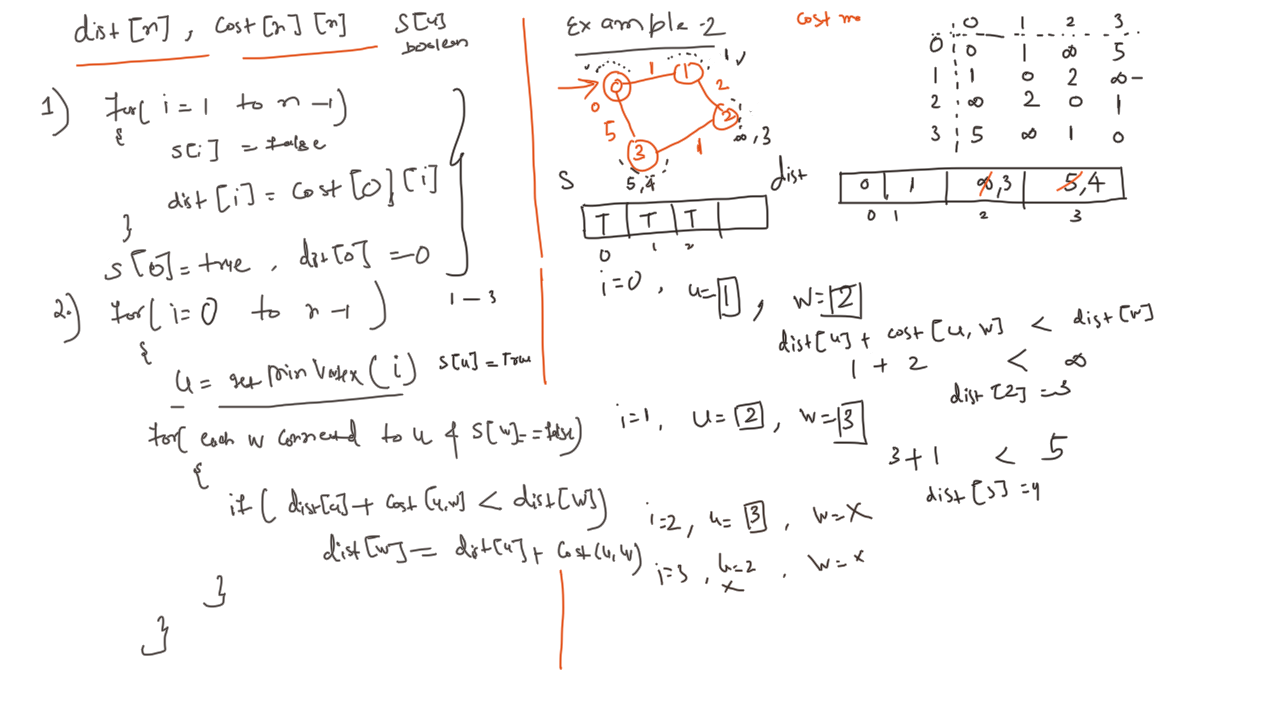 dist[n] , cost[n][n] S[u]
boolean
1) for( i = 1 to n-1)
{
S[i] = false
dist[i] = cost[0][i]
}
S[0] = true , dist[0] = 0
2.) for( i = 0 to n-1 )
1 - 3
{
u = get min Vertex ( i ) S[u] = True
for( each w connected to u & S[w] == false)
{
if ( dist[u] + cost[u,w] < dist[w])
dist[w] = dist[u] + cost(u,w)
}
}
Example -2
0 1 2 3
0 1 2 5 1
1
∞,3
5,4
S
T T T
0 1 2
cost
0 1 2 3
0 0 1 ∞ 5
1 1 0 2 ∞ -
2 ∞ 2 0 1
3 5 ∞ 1 0
dist
0 1 ∞,3 5,4
0 1 2 3
i=0 , u=1 , w=2
dist[u] + cost[u,w] < dist[w]
1 + 2 < ∞
dist[2] = 3
i=1, u=2 , w=3
3+1 < 5
dist[3] = 4
i=2, u=3 , w=X
i=3 , u=2 , w=x
x